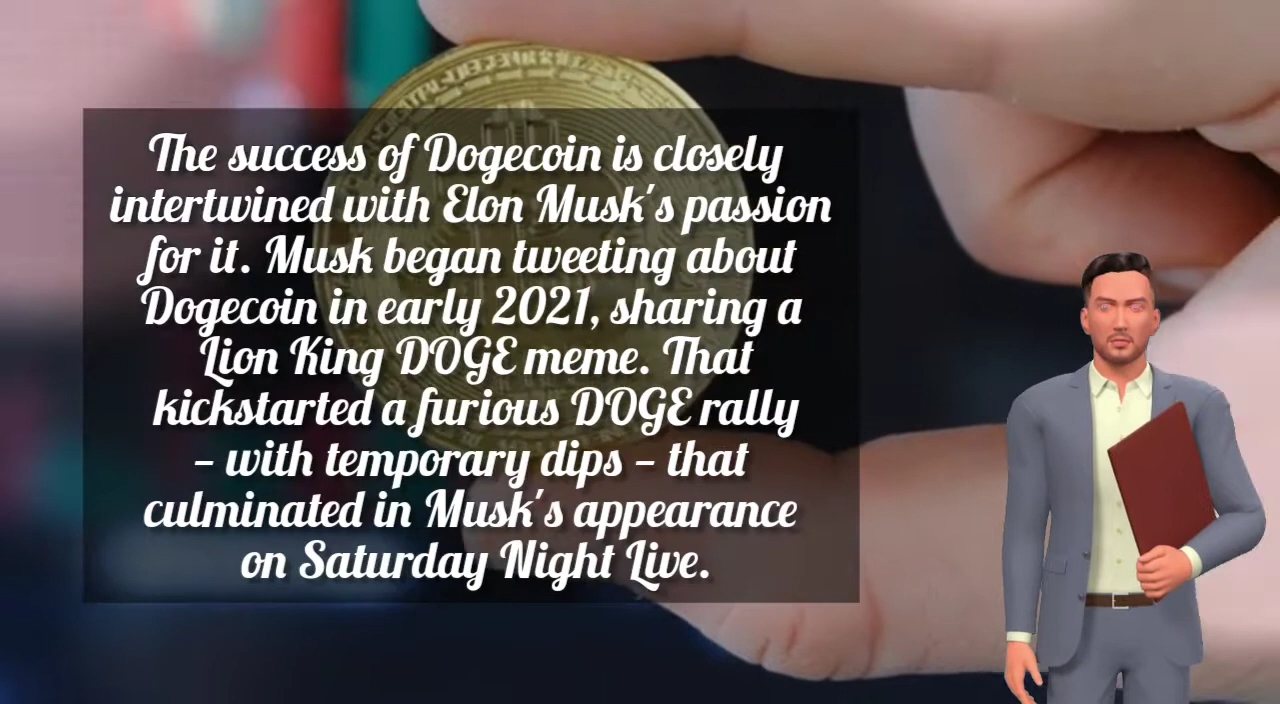 The success of Dogecoin is closely
intertwined with Elon Musk's passion
for it. Musk began tweeting about
Dogecoin in early 2021, sharing a
Lion King DOGE meme. That
kickstarted a furious DOGE rally
– with temporary dips – that
culminated in Musk's appearance
on Saturday Night Live.